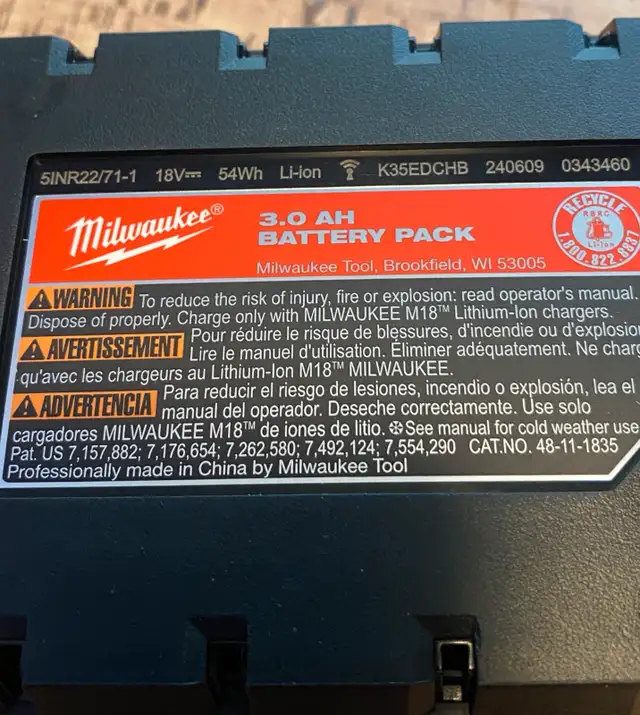 5INR22/71-1 18V⎓ 54Wh Li-Ion K35EDCHB 240609 0343460
Milwaukee®
3.0 AH
BATTERY PACK
Milwaukee Tool, Brookfield, WI 53005
RECYCLE
RBRC
Li-Ion
1.800.822.8837
⚠WARNING To reduce the risk of injury, fire or explosion: read operator's manual.
Dispose of properly. Charge only with MILWAUKEE M18™ Lithium-Ion chargers.
⚠AVERTISSEMENT Pour réduire le risque de blessures, d'incendie ou d'explosio
Lire le manuel d'utilisation. Éliminer adéquatement. Ne charg
qu'avec les chargeurs au Lithium-Ion M18™ MILWAUKEE.
⚠ADVERTENCIA Para reducir el riesgo de lesiones, incendio o explosión, lea el
manual del operador. Deseche correctamente. Use solo
cargadores MILWAUKEE M18™ de iones de litio. ❄See manual for cold weather use
Pat. US 7,157,882; 7,176,654; 7,262,580; 7,492,124; 7,554,290 CAT.NO. 48-11-1835
Professionally made in China by Milwaukee Tool